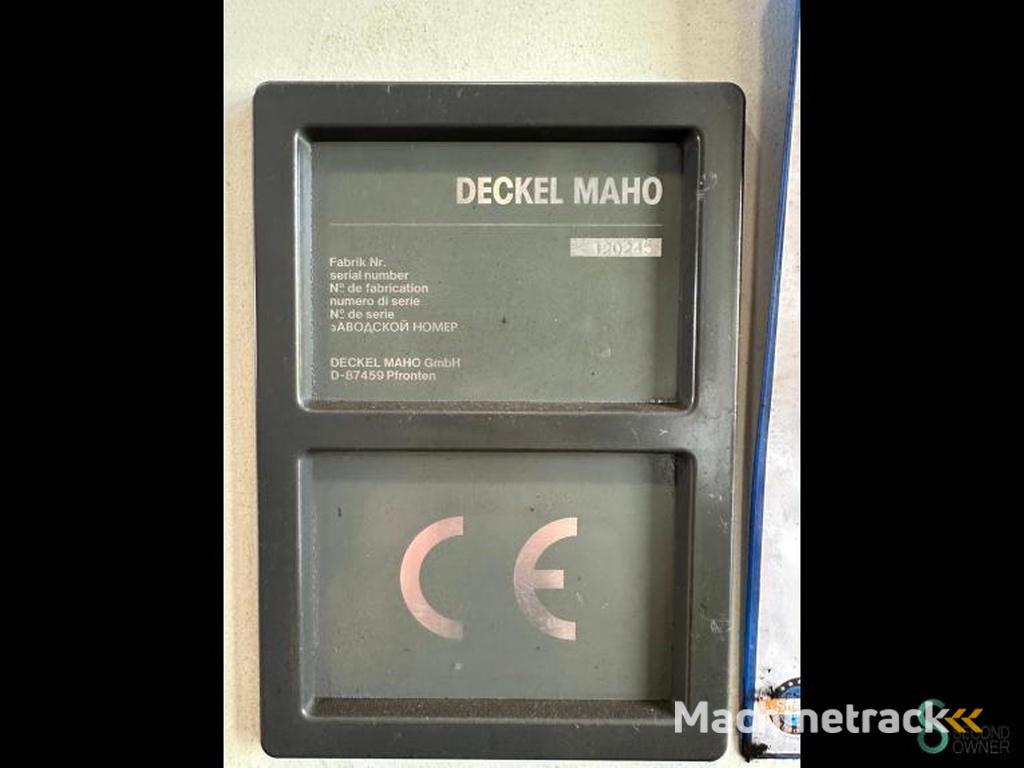 DECKEL MAHO
Fabrik Nr.
serial number
Nº de fabrication
numero di serie
Nº de serie
зАВОДСКОЙ НОМЕР
DECKEL MAHO GmbH
D-87459 Pfronten
CE
Machinetrack
SECOND
OWNER